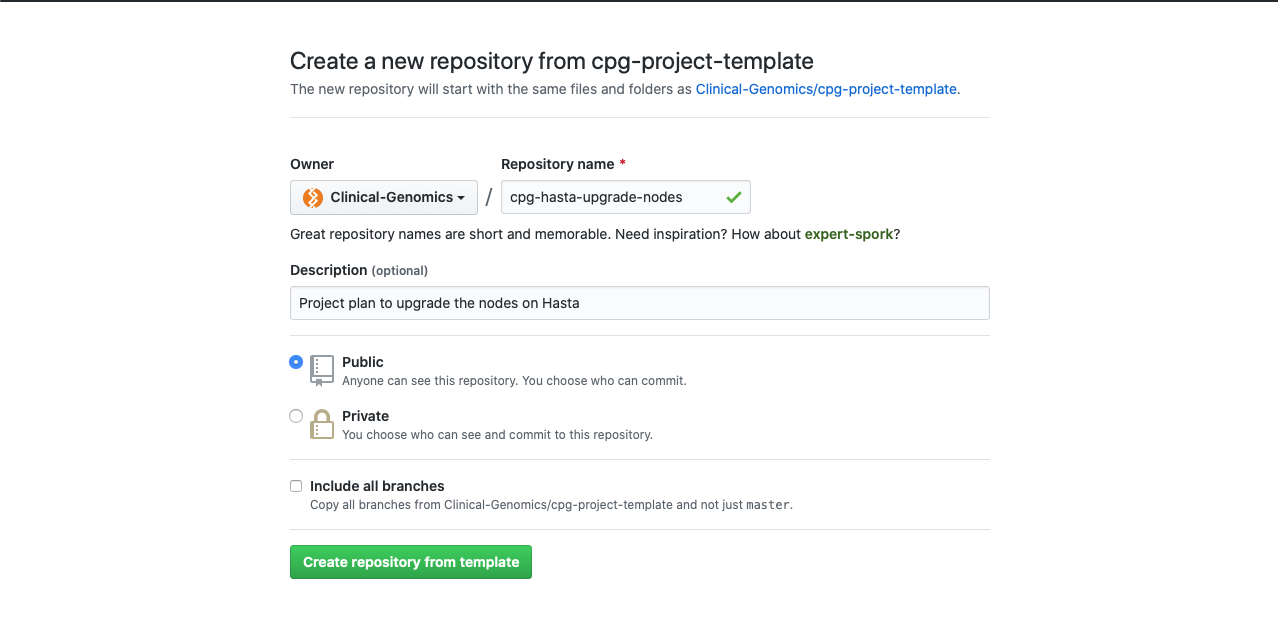 Create a new repository from cpg-project-template
The new repository will start with the same files and folders as Clinical-Genomics/cpg-project-template.
Owner
Repository name *
Clinical-Genomics
/
cpg-hasta-upgrade-nodes
Great repository names are short and memorable. Need inspiration? How about expert-spork?
Description (optional)
Project plan to upgrade the nodes on Hasta
Public
Anyone can see this repository. You choose who can commit.
Private
You choose who can see and commit to this repository.
Include all branches
Copy all branches from Clinical-Genomics/cpg-project-template and not just master.
Create repository from template